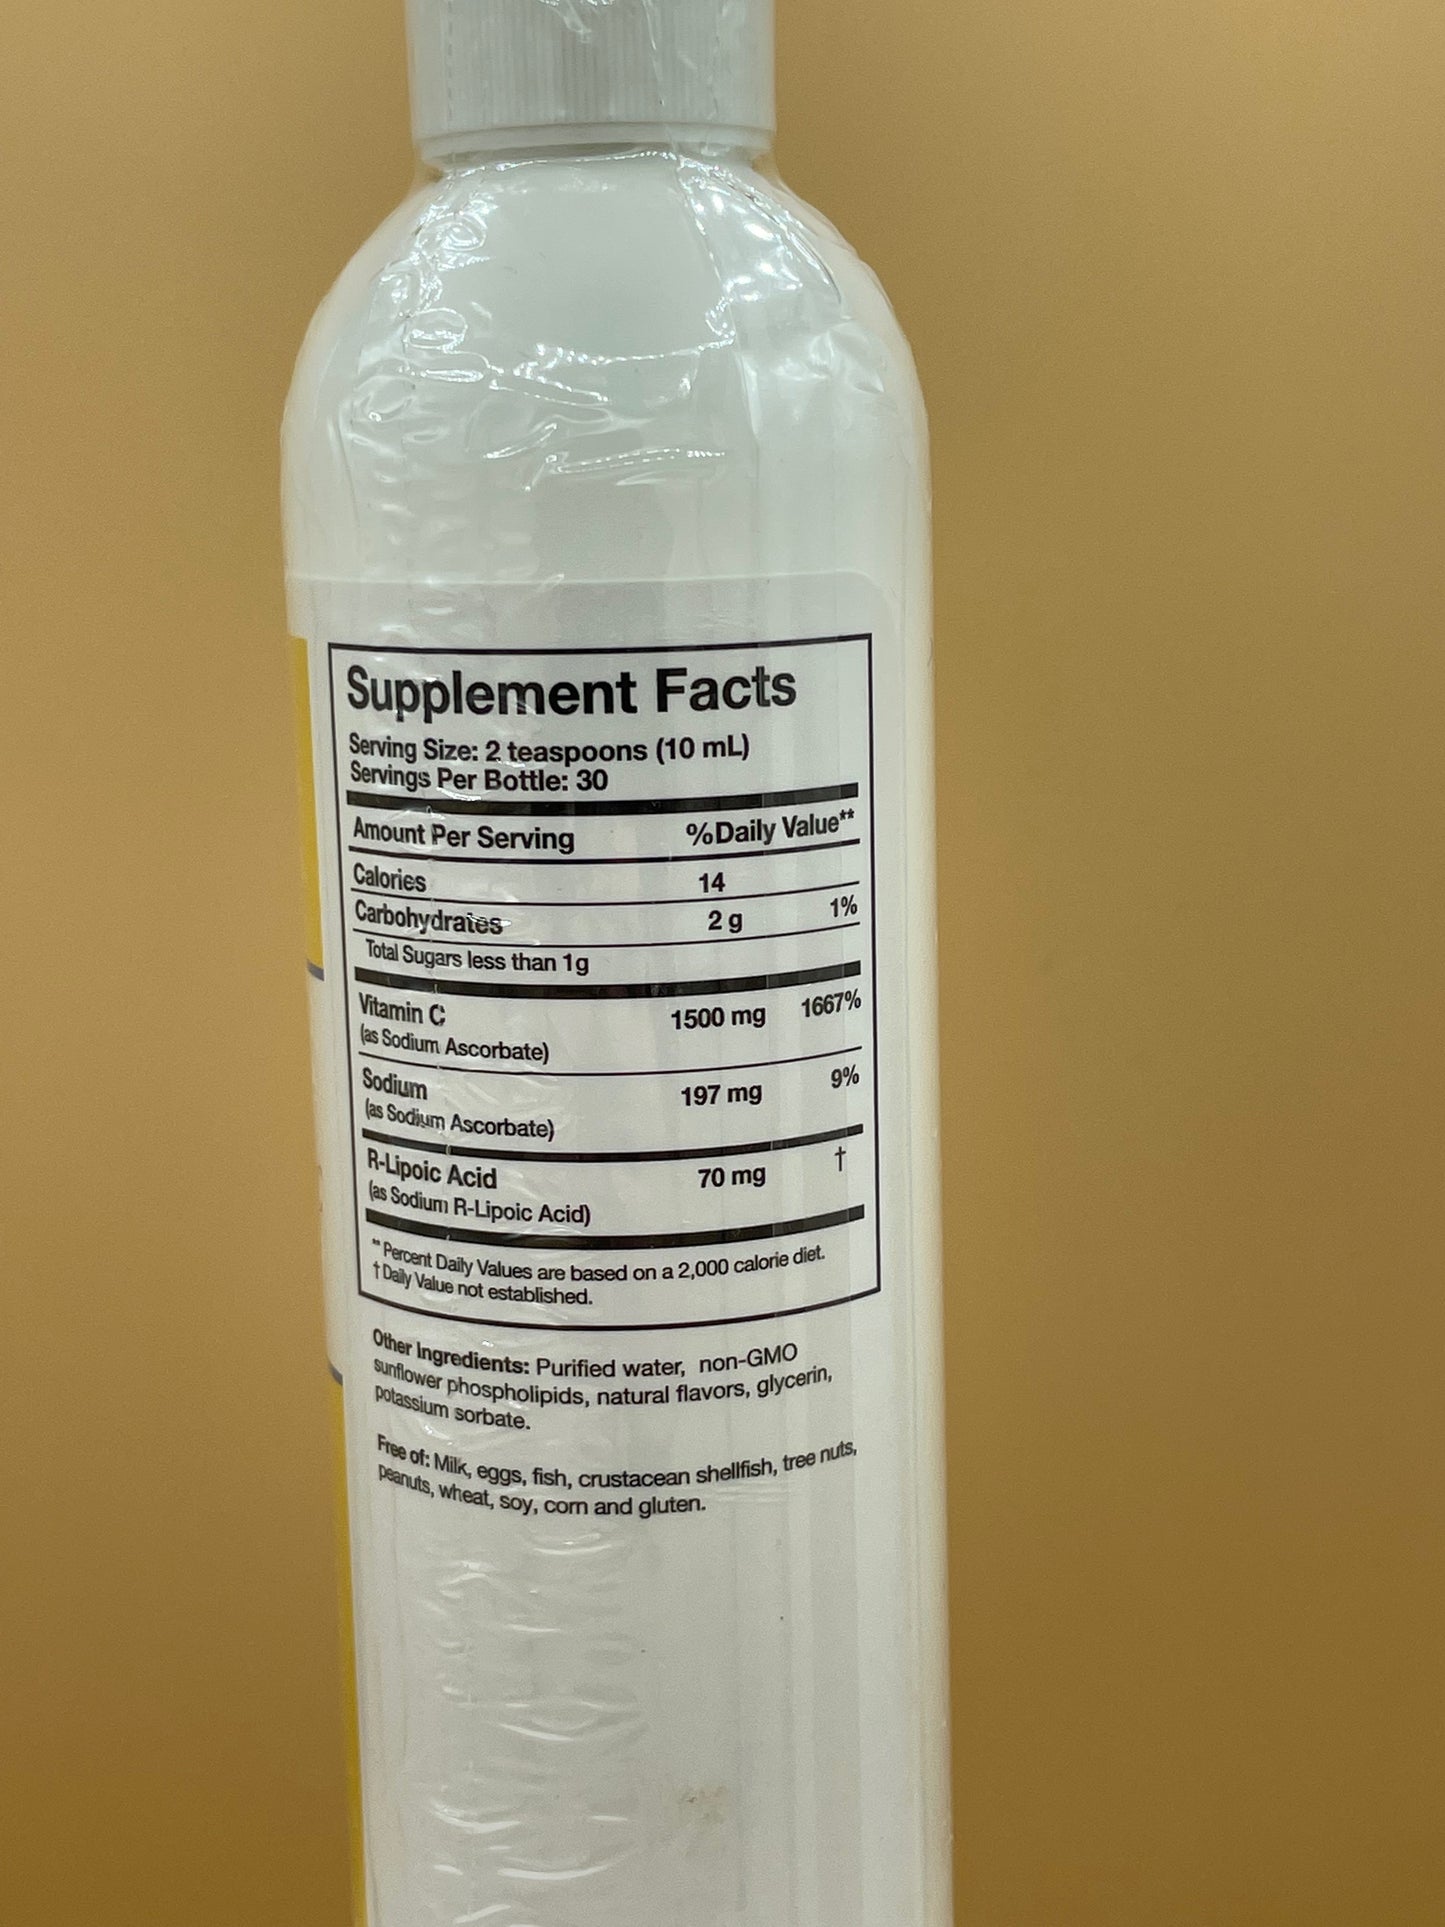 Supplement Facts
Serving Size: 2 teaspoons (10 mL)
Servings Per Bottle: 30
Amount Per Serving %Daily Value**
Calories 14
Carbohydrates 2 g 1%
Total Sugars less than 1g
Vitamin C 1500 mg 1667%
(as Sodium Ascorbate)
Sodium 197 mg 9%
(as Sodium Ascorbate)
R-Lipoic Acid 70 mg †
(as Sodium R-Lipoic Acid)
** Percent Daily Values are based on a 2,000 calorie diet.
† Daily Value not established.
Other Ingredients: Purified water, non-GMO
sunflower phospholipids, natural flavors, glycerin,
potassium sorbate.
Free of: Milk, eggs, fish, crustacean shellfish, tree nuts,
peanuts, wheat, soy, corn and gluten.